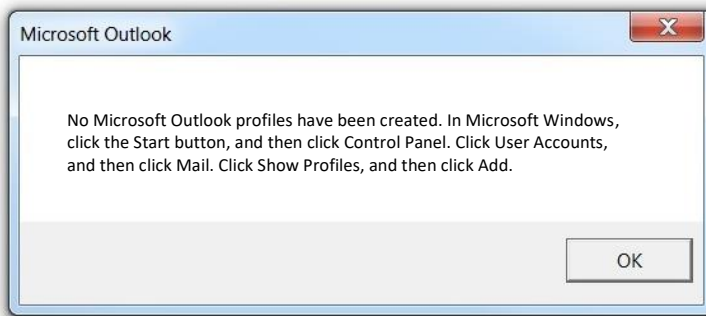 Microsoft Outlook
No Microsoft Outlook profiles have been created. In Microsoft Windows,
click the Start button, and then click Control Panel. Click User Accounts,
and then click Mail. Click Show Profiles, and then click Add.
OK